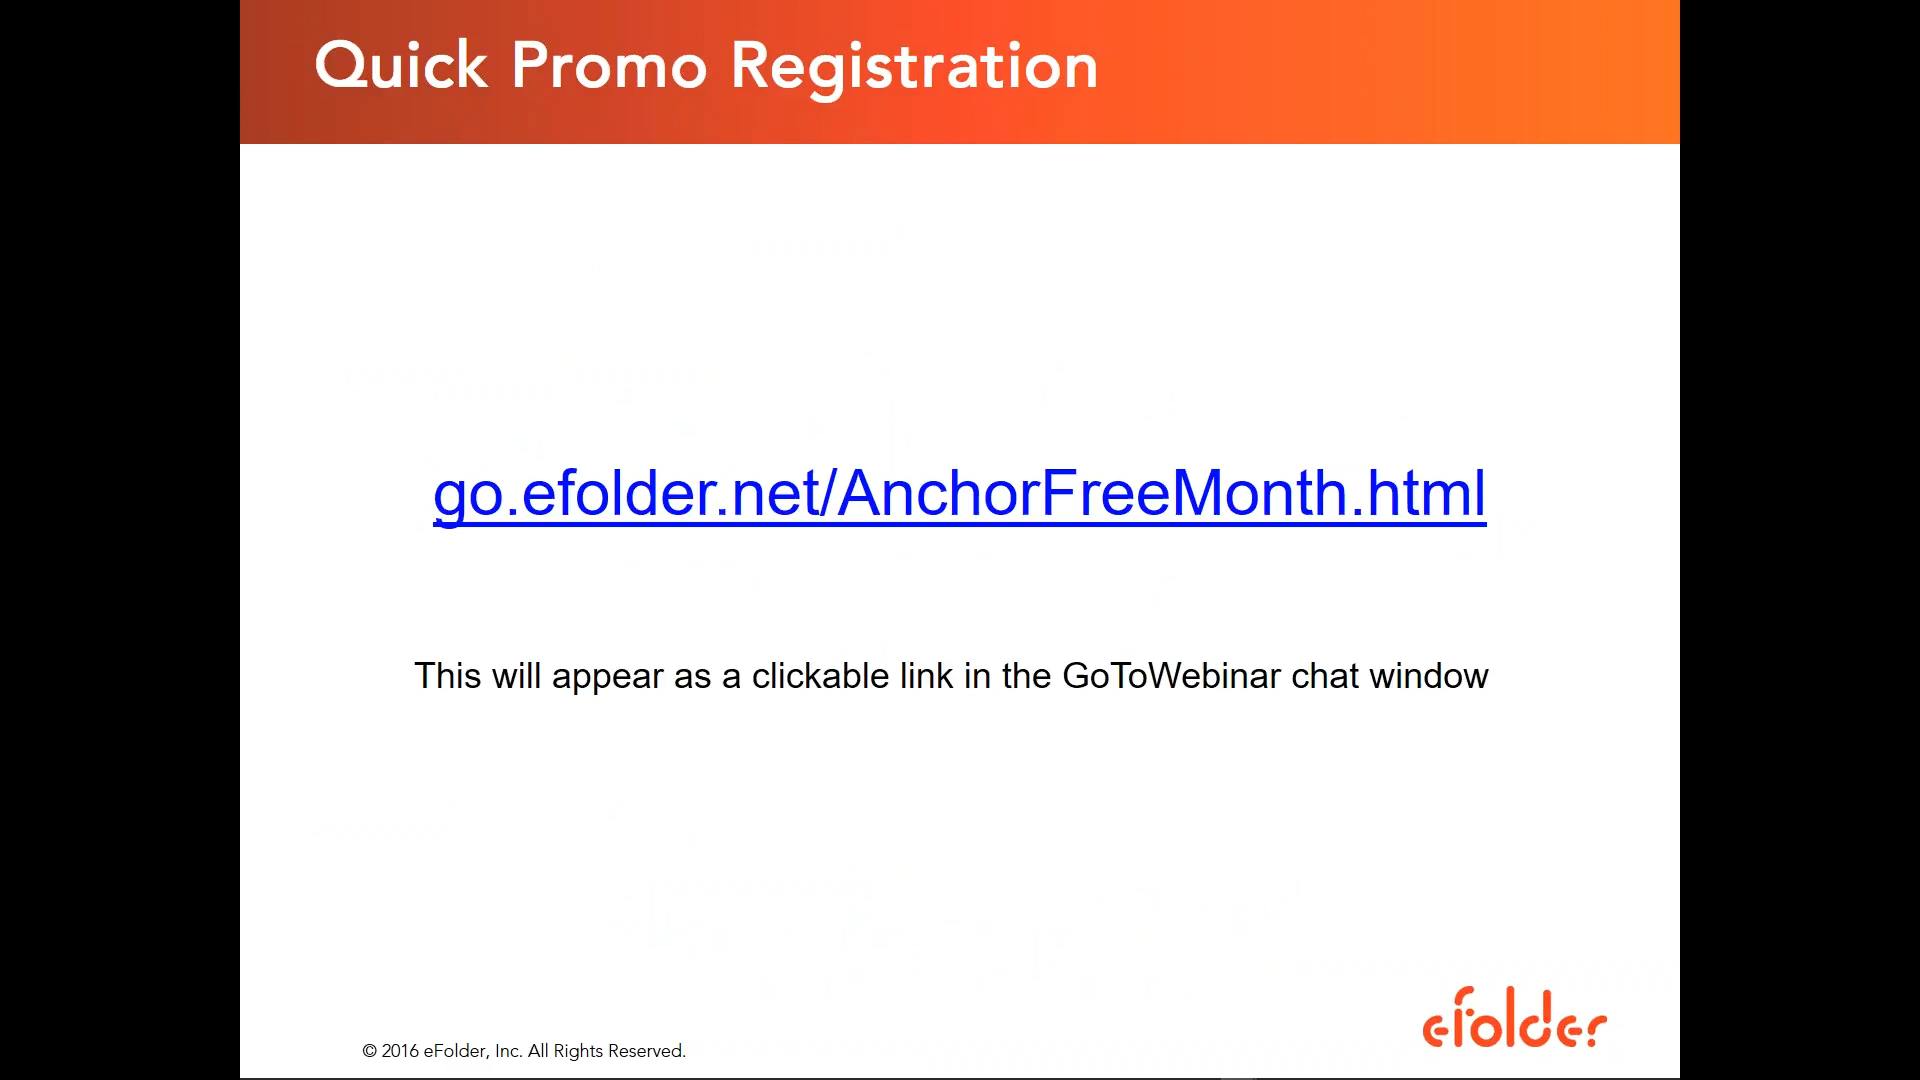 Quick Promo Registration
go.efolder.net/AnchorFreeMonth.html
This will appear as a clickable link in the GoToWebinar chat window
efolder
© 2016 eFolder, Inc. All Rights Reserved.